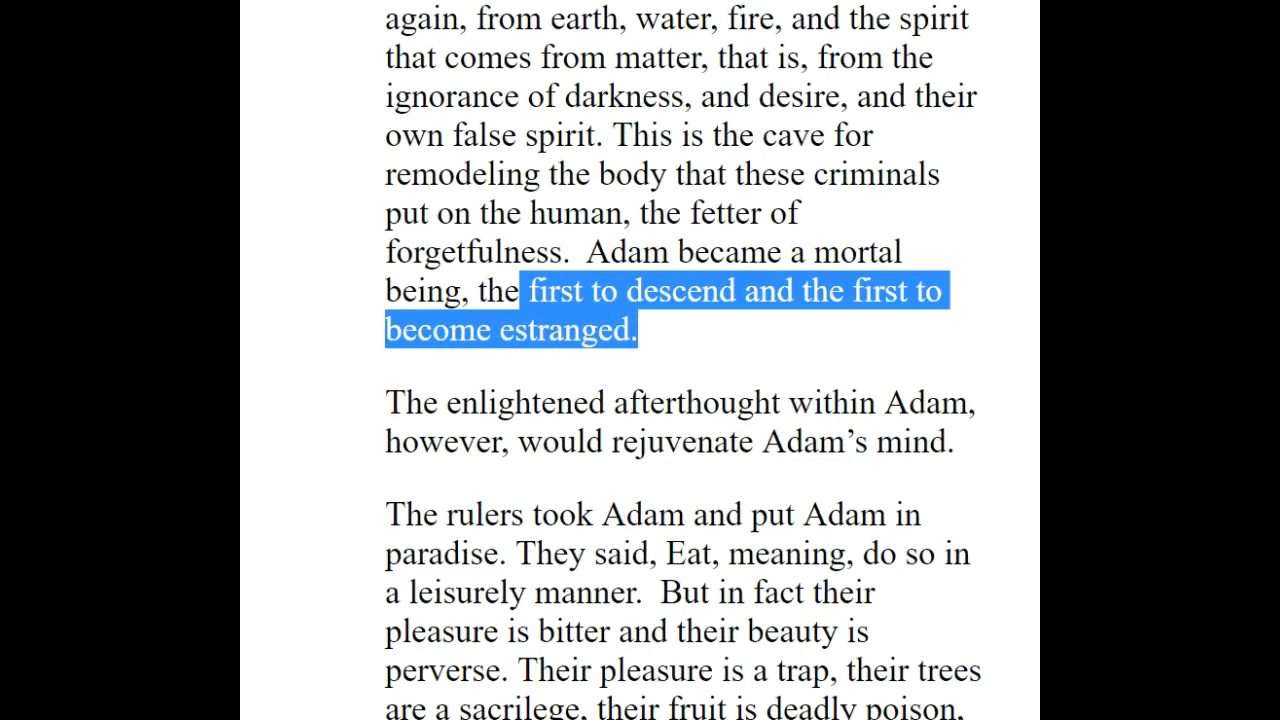 again, from earth, water, fire, and the spirit
that comes from matter, that is, from the
ignorance of darkness, and desire, and their
own false spirit. This is the cave for
remodeling the body that these criminals
put on the human, the fetter of
forgetfulness.  Adam became a mortal
being, the first to descend and the first to
become estranged.
The enlightened afterthought within Adam,
however, would rejuvenate Adam’s mind.
The rulers took Adam and put Adam in
paradise. They said, Eat, meaning, do so in
a leisurely manner.  But in fact their
pleasure is bitter and their beauty is
perverse. Their pleasure is a trap, their trees
are a sacrilege, their fruit is deadly poison,